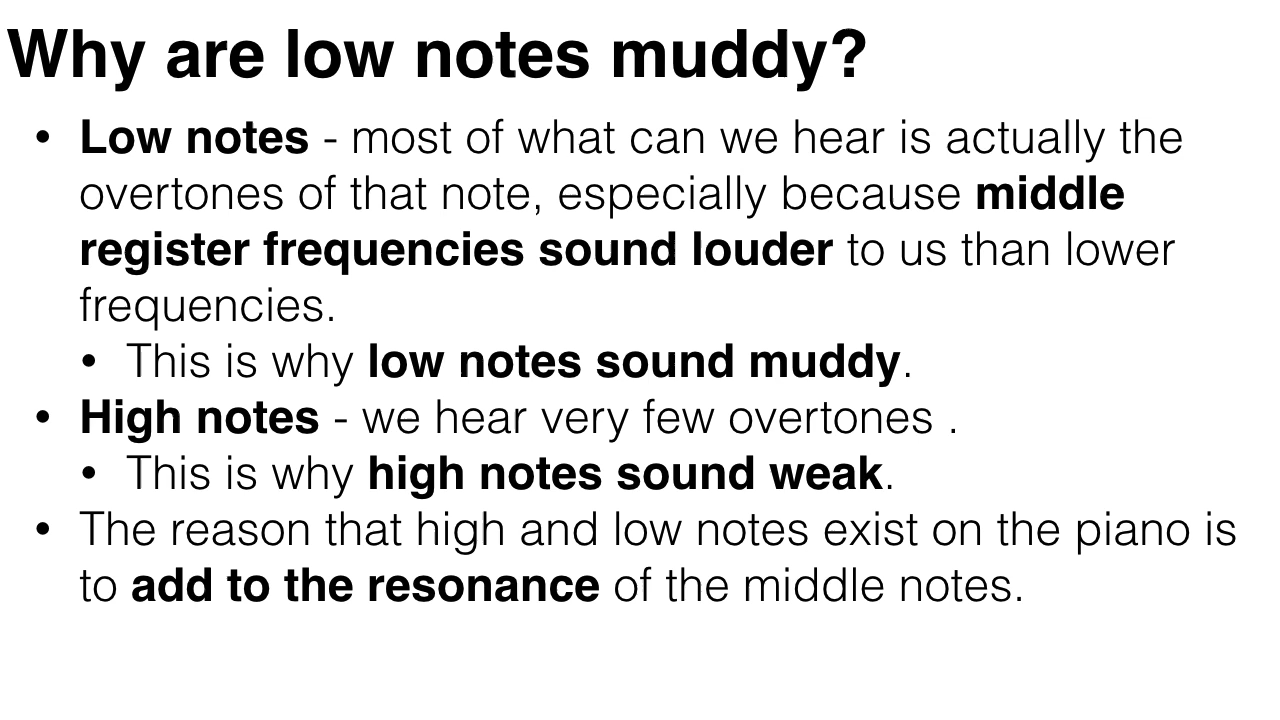 Why are low notes muddy?
• Low notes - most of what can we hear is actually the
overtones of that note, especially because middle
register frequencies sound louder to us than lower
frequencies.
• This is why low notes sound muddy.
• High notes - we hear very few overtones .
• This is why high notes sound weak.
• The reason that high and low notes exist on the piano is
to add to the resonance of the middle notes.